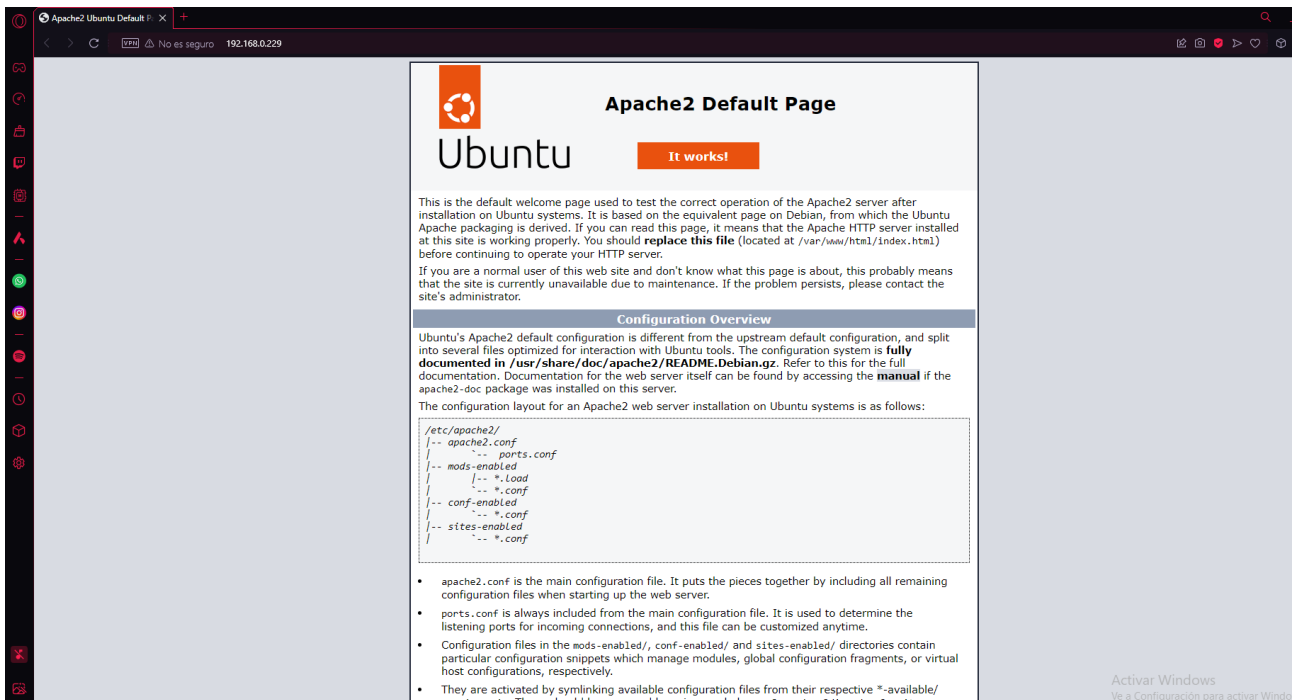 Apache2 Ubuntu Default P
VPN
No es seguro
192.168.0.229
Ubuntu
Apache2 Default Page
It works!
This is the default welcome page used to test the correct operation of the Apache2 server after
installation on Ubuntu systems. It is based on the equivalent page on Debian, from which the Ubuntu
Apache packaging is derived. If you can read this page, it means that the Apache HTTP server installed
at this site is working properly. You should replace this file (located at /var/www/html/index.html)
before continuing to operate your HTTP server.
If you are a normal user of this web site and don't know what this page is about, this probably means
that the site is currently unavailable due to maintenance. If the problem persists, please contact the
site's administrator.
Configuration Overview
Ubuntu's Apache2 default configuration is different from the upstream default configuration, and split
into several files optimized for interaction with Ubuntu tools. The configuration system is fully
documented in /usr/share/doc/apache2/README.Debian.gz. Refer to this for the full
documentation. Documentation for the web server itself can be found by accessing the manual if the
apache2-doc package was installed on this server.
The configuration layout for an Apache2 web server installation on Ubuntu systems is as follows:
/etc/apache2/
|-- apache2.conf
|       `--  ports.conf
|-- mods-enabled
|       |-- *.load
|       `-- *.conf
|-- conf-enabled
|       `-- *.conf
|-- sites-enabled
|       `-- *.conf
• apache2.conf is the main configuration file. It puts the pieces together by including all remaining
configuration files when starting up the web server.
• ports.conf is always included from the main configuration file. It is used to determine the
listening ports for incoming connections, and this file can be customized anytime.
• Configuration files in the mods-enabled/, conf-enabled/ and sites-enabled/ directories contain
particular configuration snippets which manage modules, global configuration fragments, or virtual
host configurations, respectively.
• They are activated by symlinking available configuration files from their respective *-available/
Activar Windows
Ve a Configuración para activar Windo